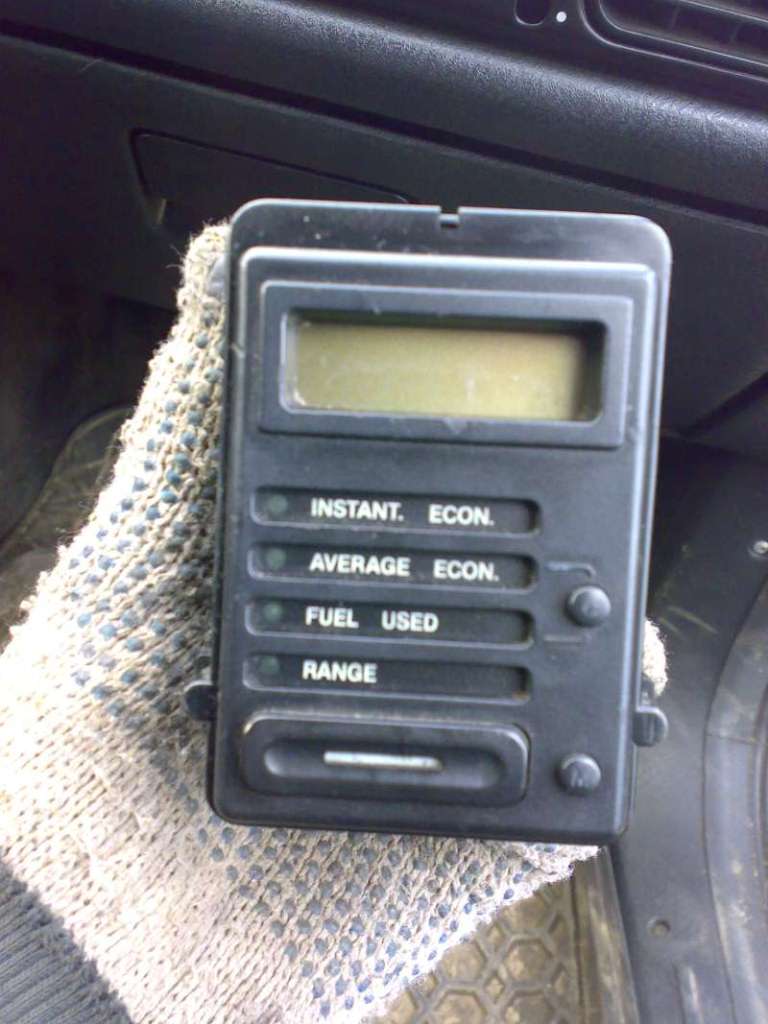 INSTANT. ECON.
AVERAGE ECON.
FUEL USED
RANGE